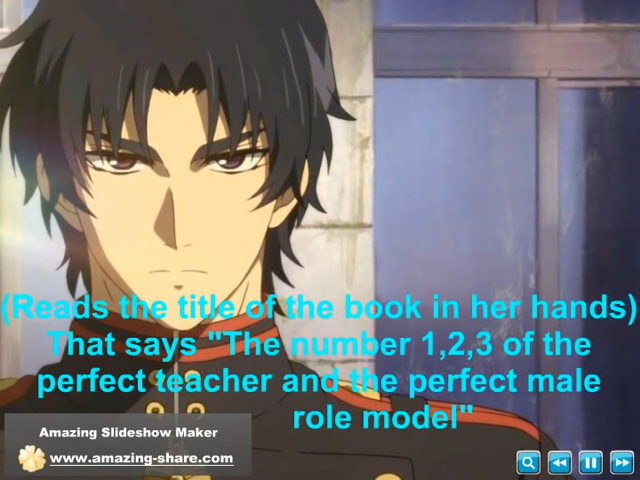 (Reads the title of the book in her hands)
That says "The number 1,2,3 of the
perfect teacher and the perfect male
role model"
Amazing Slideshow Maker
www.amazing-share.com